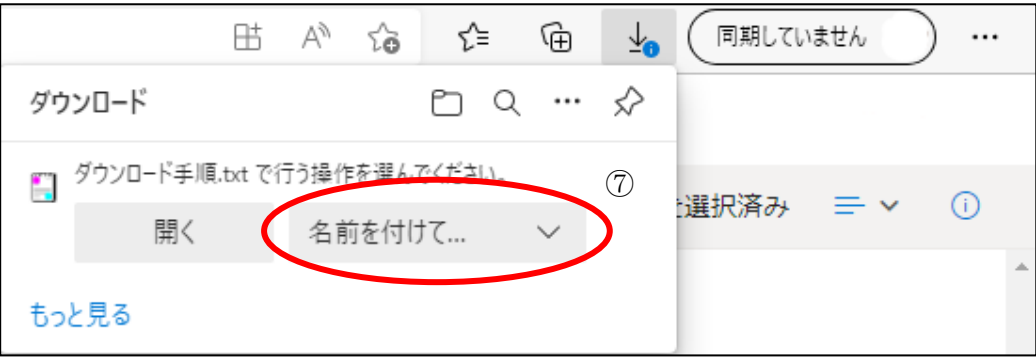 同期していません
ダウンロード
ダウンロード手順.txt で行う操作を選んでください。
⑦
選択済み
開く
名前を付けて...
もっと見る